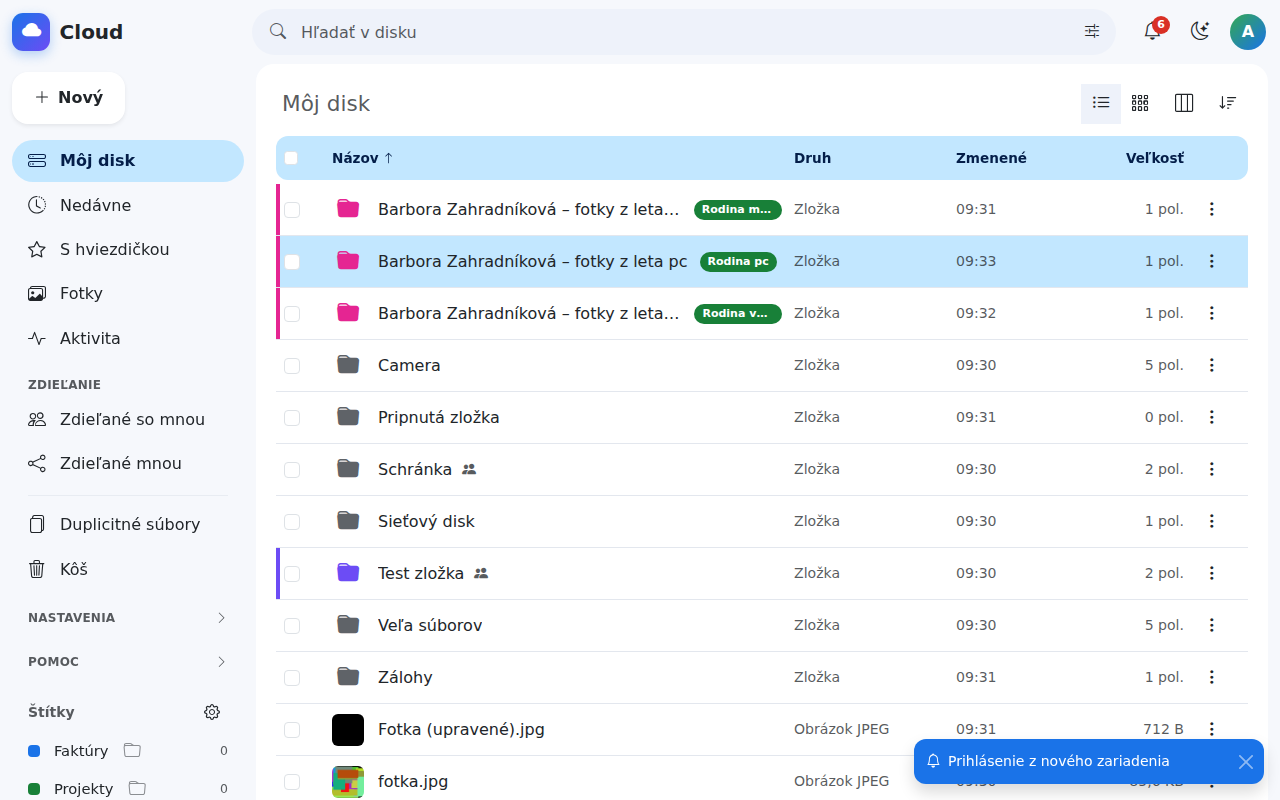 Cloud
Hľadať v disku
6
A
Nový
Môj disk
Nedávne
S hviezdičkou
Fotky
Aktivita
ZDIEĽANIE
Zdieľané so mnou
Zdieľané mnou
Duplicitné súbory
Kôš
NASTAVENIA
POMOC
Štítky
Faktúry 0
Projekty 0
Môj disk
Názov ↑ Druh Zmenené Veľkosť
Barbora Zahradníková – fotky z leta… Rodina m… Zložka 09:31 1 pol.
Barbora Zahradníková – fotky z leta pc Rodina pc Zložka 09:33 1 pol.
Barbora Zahradníková – fotky z leta… Rodina v… Zložka 09:32 1 pol.
Camera Zložka 09:30 5 pol.
Pripnutá zložka Zložka 09:31 0 pol.
Schránka Zložka 09:30 2 pol.
Sieťový disk Zložka 09:30 1 pol.
Test zložka Zložka 09:30 2 pol.
Veľa súborov Zložka 09:30 5 pol.
Zálohy Zložka 09:31 1 pol.
Fotka (upravené).jpg Obrázok JPEG 09:31 712 B
fotka.jpg Obrázok JPEG
Prihlásenie z nového zariadenia